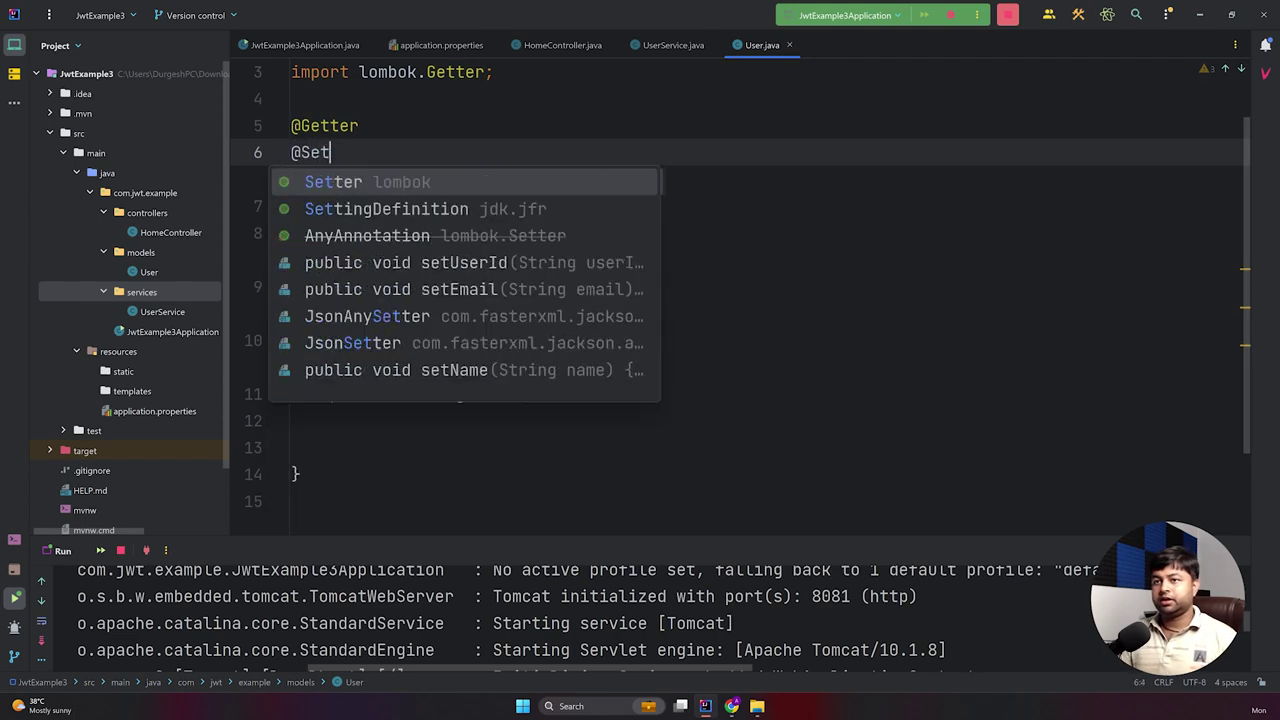 JwtExample3
Version control
JwtExample3Application
Project
JwtExample3Application.java
application.properties
HomeController.java
UserService.java
User.java
JwtExample3 C:\Users\DurgeshPC\Downlo
.idea
.mvn
src
main
java
com.jwt.example
controllers
HomeController
models
User
services
UserService
JwtExample3Application
resources
static
templates
application.properties
test
target
.gitignore
HELP.md
mvnw
mvnw.cmd
3 import lombok.Getter;
4
5 @Getter
6 @Set
7
8
9
10
11
12
13
14 }
15
3
Setter lombok
SettingDefinition jdk.jfr
AnyAnnotation lombok.Setter
public void setUserId(String userI…
public void setEmail(String email)…
JsonAnySetter com.fasterxml.jackso…
JsonSetter com.fasterxml.jackson.a…
public void setName(String name) {…
Run
com.jwt.example.JwtExample3Application : No active profile set, falling back to 1 default profile: "defa
o.s.b.w.embedded.tomcat.TomcatWebServer : Tomcat initialized with port(s): 8081 (http)
o.apache.catalina.core.StandardService : Starting service [Tomcat]
o.apache.catalina.core.StandardEngine : Starting Servlet engine: [Apache Tomcat/10.1.8]
JwtExample3 > src > main > java > com > jwt > example > models > User
6:4 CRLF UTF-8 4 spaces
38°C
Mostly sunny
Search
Mon